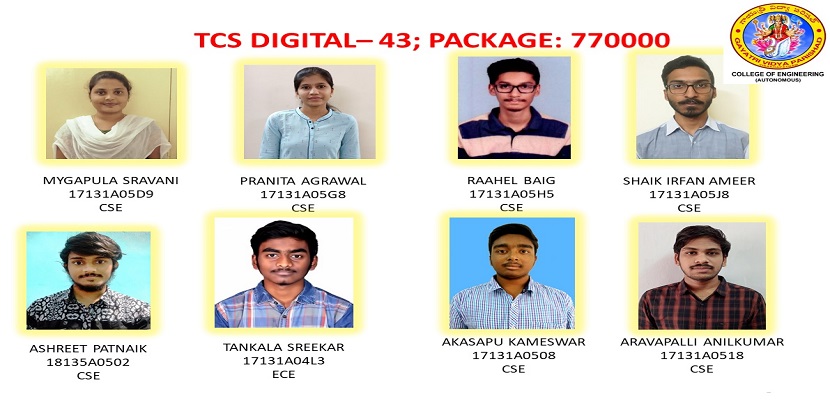 TCS DIGITAL– 43; PACKAGE: 770000
GAYATRI VIDYA PARISHAD
COLLEGE OF ENGINEERING
(AUTONOMOUS)
MYGAPULA SRAVANI
17131A05D9
CSE
PRANITA AGRAWAL
17131A05G8
CSE
RAAHEL BAIG
17131A05H5
CSE
SHAIK IRFAN AMEER
17131A05J8
CSE
ASHREET PATNAIK
18135A0502
CSE
TANKALA SREEKAR
17131A04L3
ECE
AKASAPU KAMESWAR
17131A0508
CSE
ARAVAPALLI ANILKUMAR
17131A0518
CSE